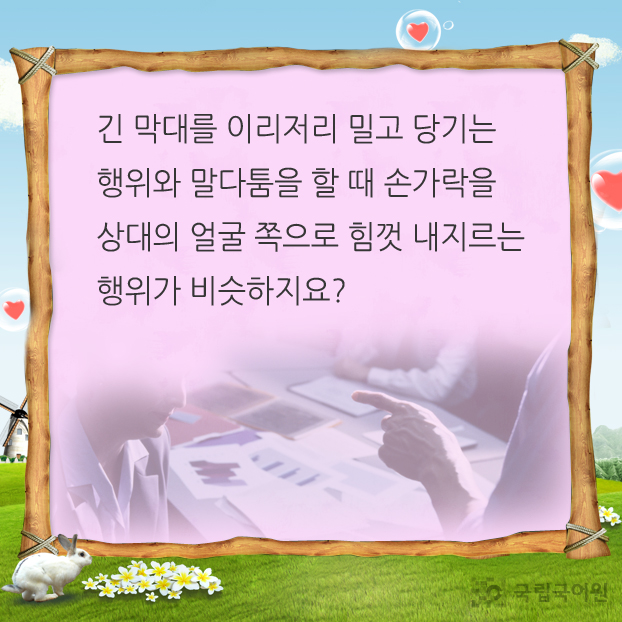 긴 막대를 이리저리 밀고 당기는
행위와 말다툼을 할 때 손가락을
상대의 얼굴 쪽으로 힘껏 내지르는
행위가 비슷하지요?
국립국어원